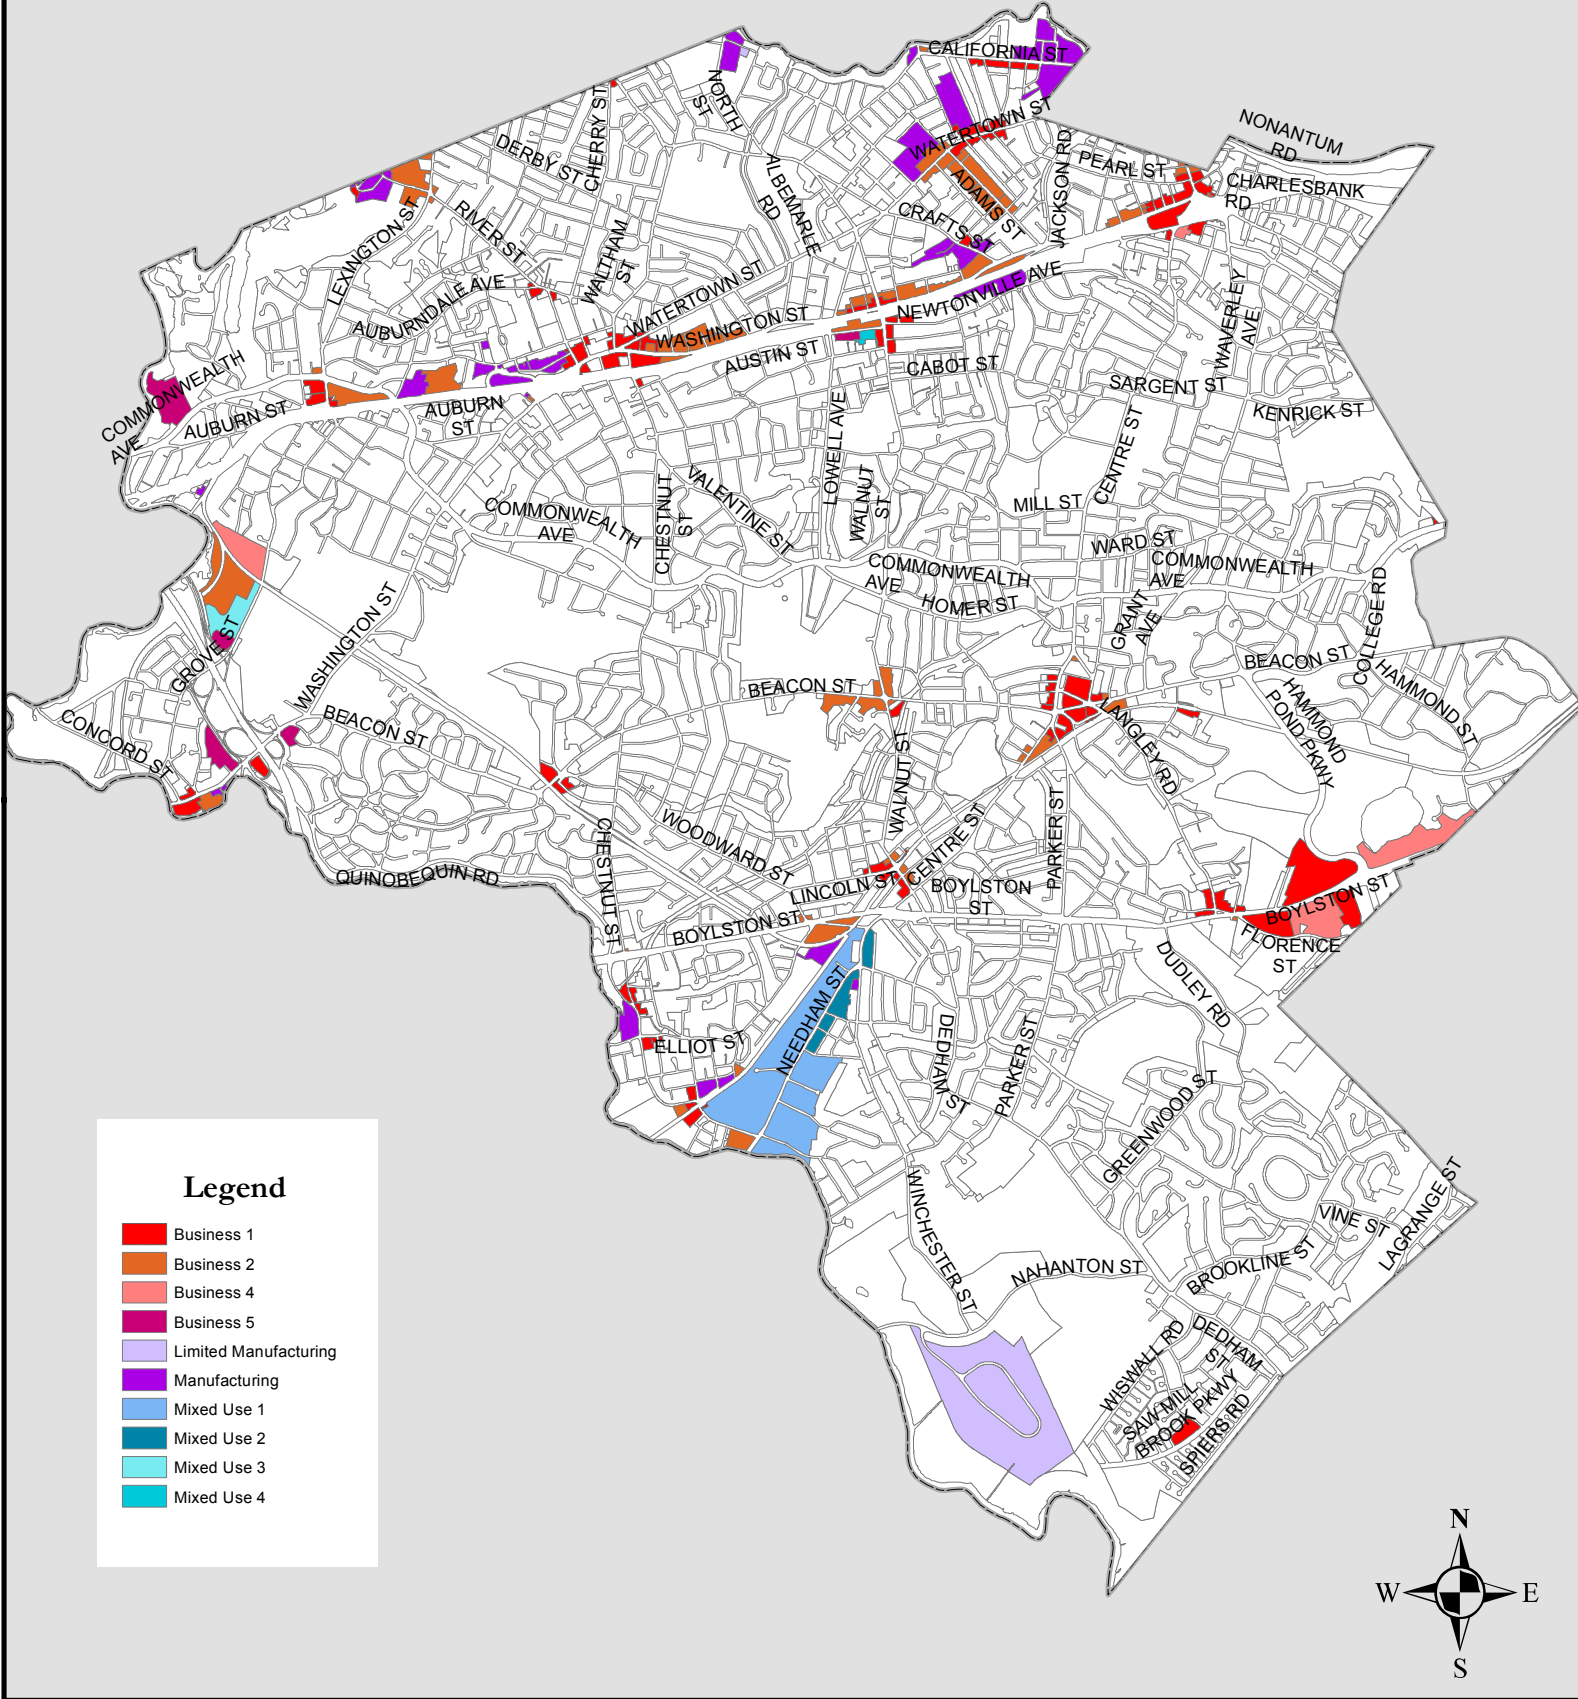 CALIFORNIA ST
NORTH
ST
WATERTOWN ST
NONANTUM
RD
CHERRY ST
DERBY ST
PEARL ST
JACKSON RD
CHARLESBANK
RD
ALBEMARLE
RD
ADAMS ST
CRAFTS ST
RIVER ST
LEXINGTON ST
WALTHAM
ST
AUBURNDALE AVE
WATERTOWN ST
NEWTONVILLE AVE
WAVERLEY
AVE
WASHINGTON ST
AUSTIN ST
CABOT ST
SARGENT ST
KENRICK ST
COMMONWEALTH
AVE
AUBURN ST
AUBURN
ST
LOWELL AVE
CENTRE ST
VALENTINE ST
CHESTNUT
ST
WALNUT
ST
MILL ST
COMMONWEALTH
AVE
WARD ST
COMMONWEALTH
AVE
COMMONWEALTH
AVE
HOMER ST
GRANT
AVE
COLLEGE RD
WASHINGTON ST
GROVE ST
BEACON ST
HAMMOND ST
BEACON ST
HAMMOND
POND PKWY
CONCORD ST
BEACON ST
LANGLEY RD
WALNUT ST
WOODWARD ST
CENTRE ST
PARKER ST
CHESTNUT ST
QUINOBEQUIN RD
LINCOLN ST
BOYLSTON
ST
BOYLSTON ST
BOYLSTON ST
FLORENCE
ST
DUDLEY RD
NEEDHAM ST
ELLIOT ST
DEDHAM ST
PARKER ST
GREENWOOD ST
WINCHESTER ST
VINE ST
LAGRANGE ST
NAHANTON ST
BROOKLINE ST
WISWALL RD
DEDHAM
ST
SAW MILL
BROOK PKWY
SPIERS RD
Legend
Business 1
Business 2
Business 4
Business 5
Limited Manufacturing
Manufacturing
Mixed Use 1
Mixed Use 2
Mixed Use 3
Mixed Use 4
N
W
E
S